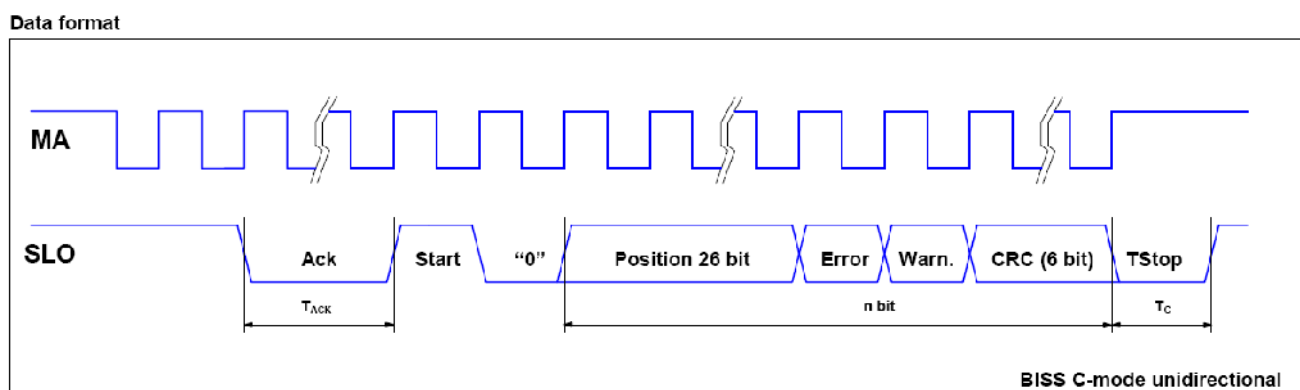 Data format
MA
SLO
Ack
Start
“0”
Position 26 bit
Error
Warn.
CRC (6 bit)
TStop
TACK
n bit
TC
BISS C-mode unidirectional